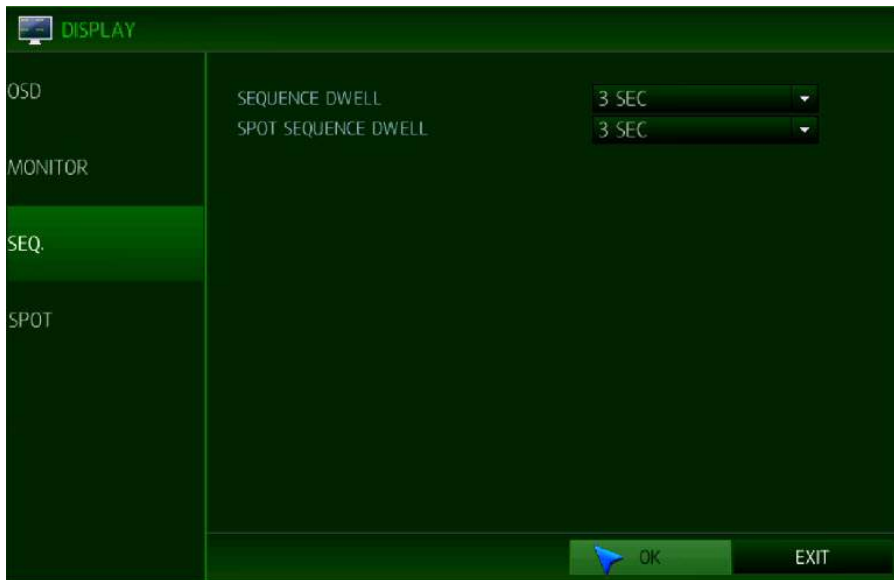 DISPLAY
OSD
MONITOR
SEQ.
SPOT
SEQUENCE DWELL 3 SEC
SPOT SEQUENCE DWELL 3 SEC
OK EXIT